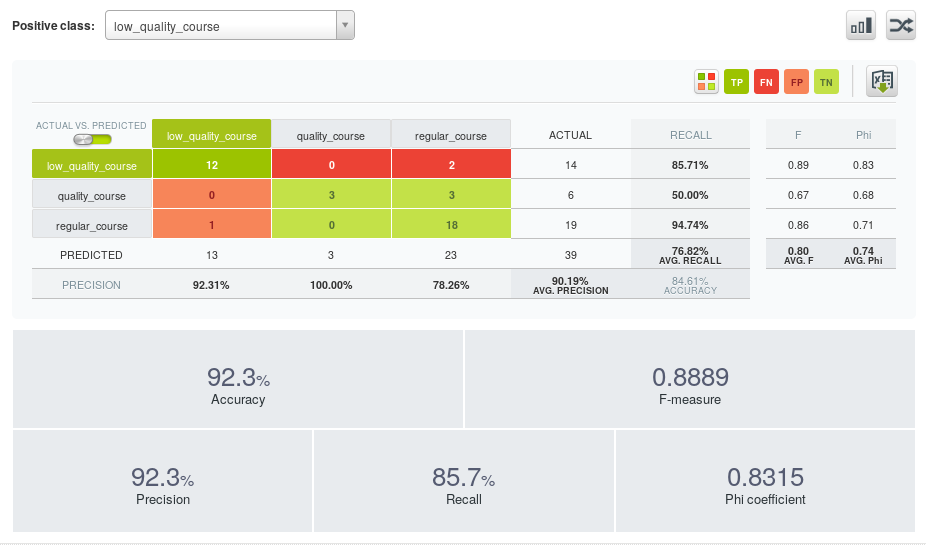 Positive class: low_quality_course
TP FN FP TN
ACTUAL VS. PREDICTED low_quality_course quality_course regular_course ACTUAL RECALL F Phi
low_quality_course 12 0 2 14 85.71% 0.89 0.83
quality_course 0 3 3 6 50.00% 0.67 0.68
regular_course 1 0 18 19 94.74% 0.86 0.71
PREDICTED 13 3 23 39 76.82% 0.80 0.74
AVG. RECALL AVG. F AVG. Phi
PRECISION 92.31% 100.00% 78.26% 90.19% 84.61%
AVG. PRECISION ACCURACY
92.3% 0.8889
Accuracy F-measure
92.3% 85.7% 0.8315
Precision Recall Phi coefficient